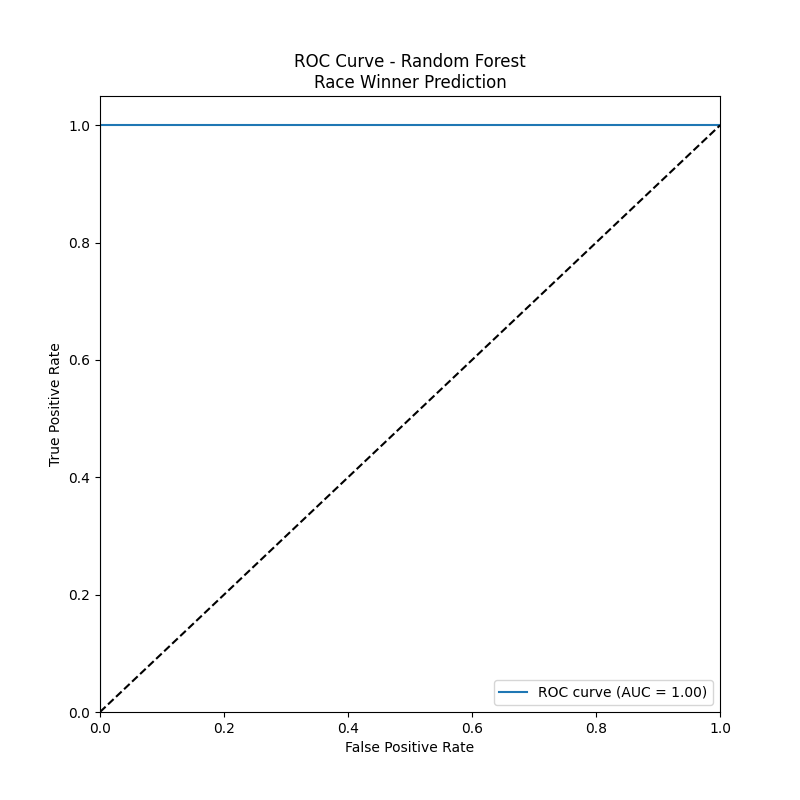 ROC Curve - Random Forest
Race Winner Prediction
True Positive Rate
1.0
0.8
0.6
0.4
0.2
0.0
ROC curve (AUC = 1.00)
0.0 0.2 0.4 0.6 0.8 1.0
False Positive Rate